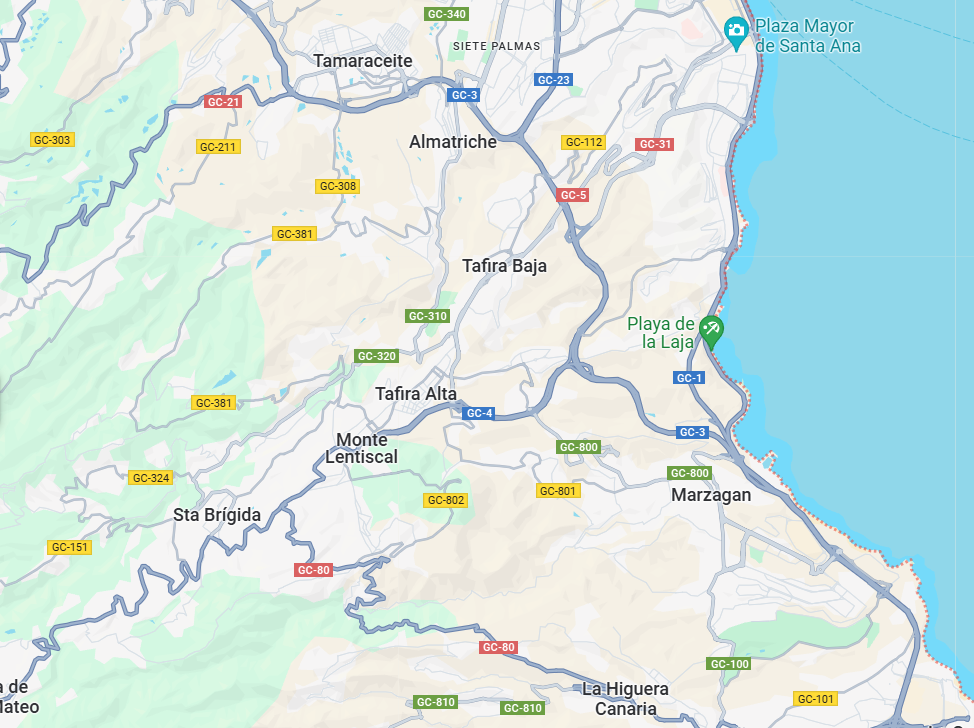 GC-340
Plaza Mayor
de Santa Ana
SIETE PALMAS
Tamaraceite
GC-23
GC-3
GC-21
GC-303
GC-211
Almatriche
GC-112
GC-31
GC-308
GC-5
GC-381
Tafira Baja
GC-310
Playa de
la Laja
GC-320
GC-1
Tafira Alta
GC-381
GC-4
GC-3
Monte
Lentiscal
GC-800
GC-800
GC-324
GC-801
Marzagan
GC-802
Sta Brígida
GC-151
GC-80
GC-80
GC-100
a de
La Higuera
Canaria
GC-101
GC-810
GC-810